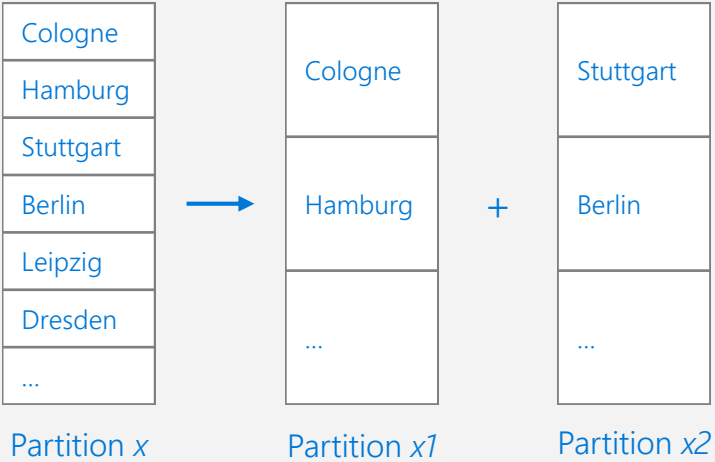 Cologne
Hamburg
Stuttgart
Berlin
Leipzig
Dresden
...
Partition x
Cologne
Hamburg
...
Partition x1
+
Stuttgart
Berlin
...
Partition x2